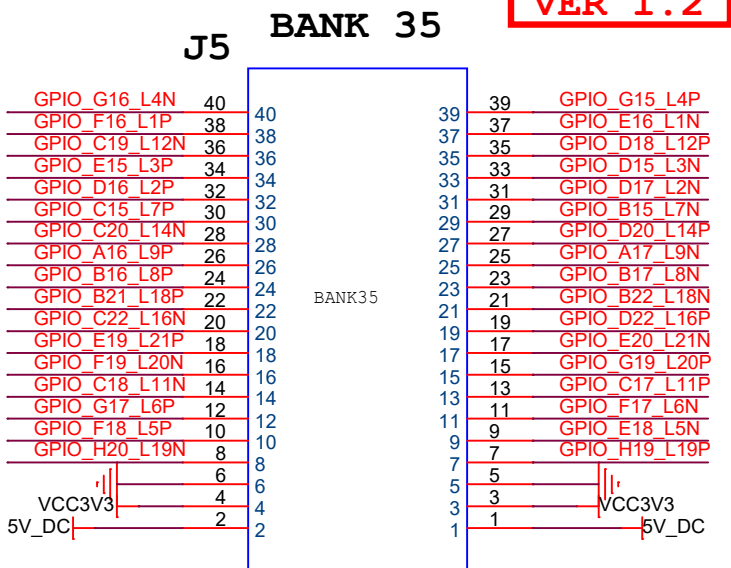 VER 1.2
BANK 35
J5
GPIO_G16_L4N 40 40 39 39 GPIO_G15_L4P
GPIO_F16_L1P 38 38 37 37 GPIO_E16_L1N
GPIO_C19_L12N 36 36 35 35 GPIO_D18_L12P
GPIO_E15_L3P 34 34 33 33 GPIO_D15_L3N
GPIO_D16_L2P 32 32 31 31 GPIO_D17_L2N
GPIO_C15_L7P 30 30 29 29 GPIO_B15_L7N
GPIO_C20_L14N 28 28 27 27 GPIO_D20_L14P
GPIO_A16_L9P 26 26 25 25 GPIO_A17_L9N
GPIO_B16_L8P 24 24 23 23 GPIO_B17_L8N
GPIO_B21_L18P 22 22 BANK35 21 21 GPIO_B22_L18N
GPIO_C22_L16N 20 20 19 19 GPIO_D22_L16P
GPIO_E19_L21P 18 18 17 17 GPIO_E20_L21N
GPIO_F19_L20N 16 16 15 15 GPIO_G19_L20P
GPIO_C18_L11N 14 14 13 13 GPIO_C17_L11P
GPIO_G17_L6P 12 12 11 11 GPIO_F17_L6N
GPIO_F18_L5P 10 10 9 9 GPIO_E18_L5N
GPIO_H20_L19N 8 8 7 7 GPIO_H19_L19P
6 6 5 5
VCC3V3 4 4 3 3 VCC3V3
5V_DC 2 2 1 1 5V_DC